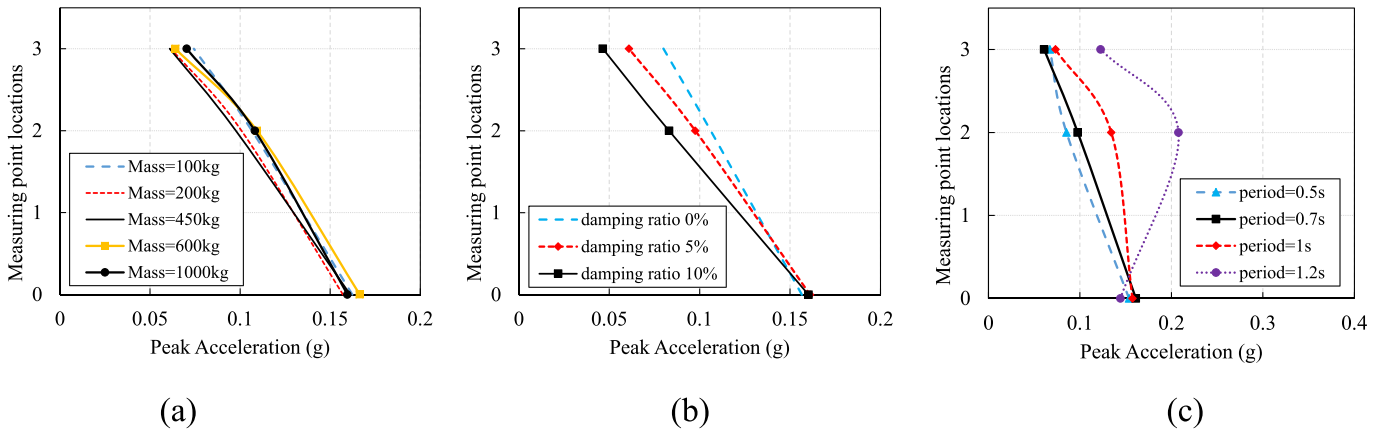 3
2
1
0
Measuring point locations
Mass=100kg
Mass=200kg
Mass=450kg
Mass=600kg
Mass=1000kg
0 0.05 0.1 0.15 0.2
Peak Acceleration (g)
(a)
3
2
1
0
Measuring point locations
damping ratio 0%
damping ratio 5%
damping ratio 10%
0 0.05 0.1 0.15 0.2
Peak Acceleration (g)
(b)
3
2
1
0
Measuring point locations
period=0.5s
period=0.7s
period=1s
period=1.2s
0 0.1 0.2 0.3 0.4
Peak Acceleration (g)
(c)